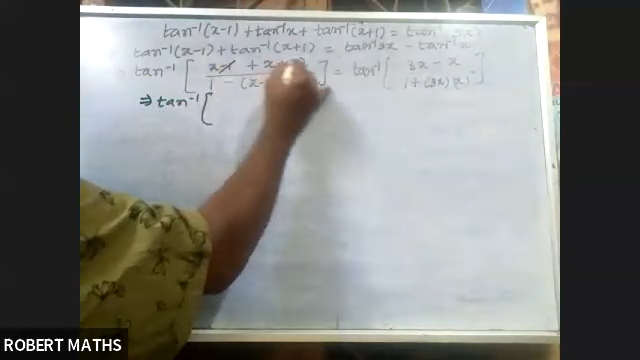 tan⁻¹(x-1) + tan⁻¹x + tan⁻¹(x+1) = tan⁻¹ 3x
tan⁻¹(x-1) + tan⁻¹(x+1) = tan⁻¹3x - tan⁻¹x
tan⁻¹ [ x-1 + x+ / 1 - (x- ] = tan⁻¹ [ 3x - x / 1+(3x)(x) ]
⇒ tan⁻¹ (
ROBERT MATHS